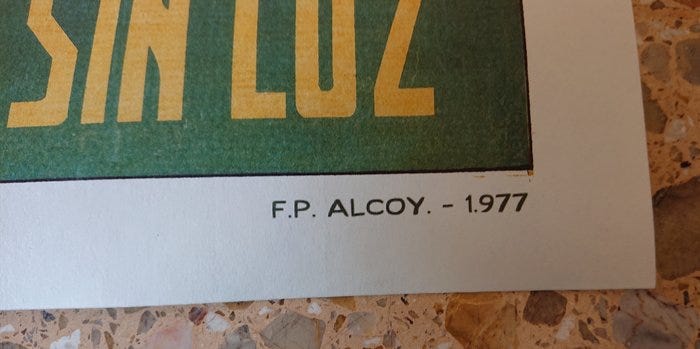 SIN LUZ
F.P. ALCOY. - 1.977